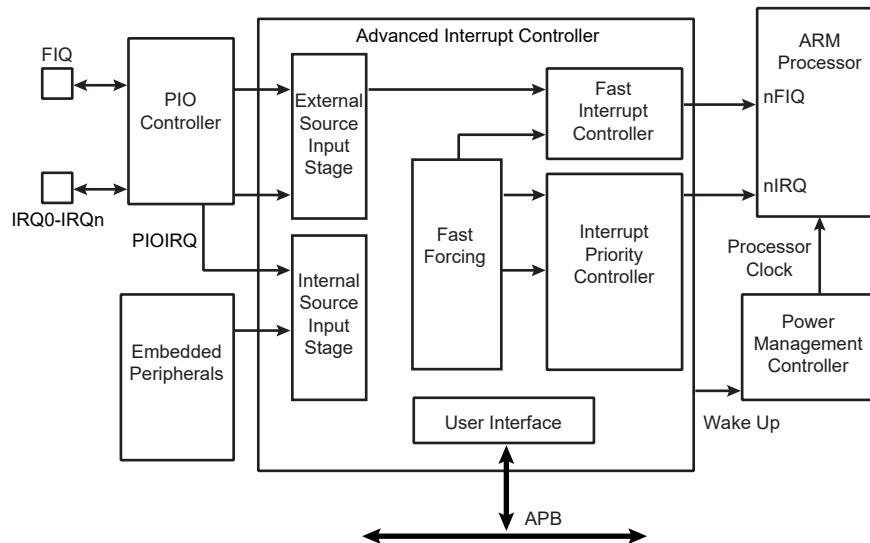 FIQ
PIO
Controller
IRQ0-IRQn
PIOIRQ
Embedded
Peripherals
Advanced Interrupt Controller
External
Source
Input
Stage
Internal
Source
Input
Stage
Fast
Forcing
Fast
Interrupt
Controller
Interrupt
Priority
Controller
User Interface
APB
ARM
Processor
nFIQ
nIRQ
Processor
Clock
Power
Management
Controller
Wake Up